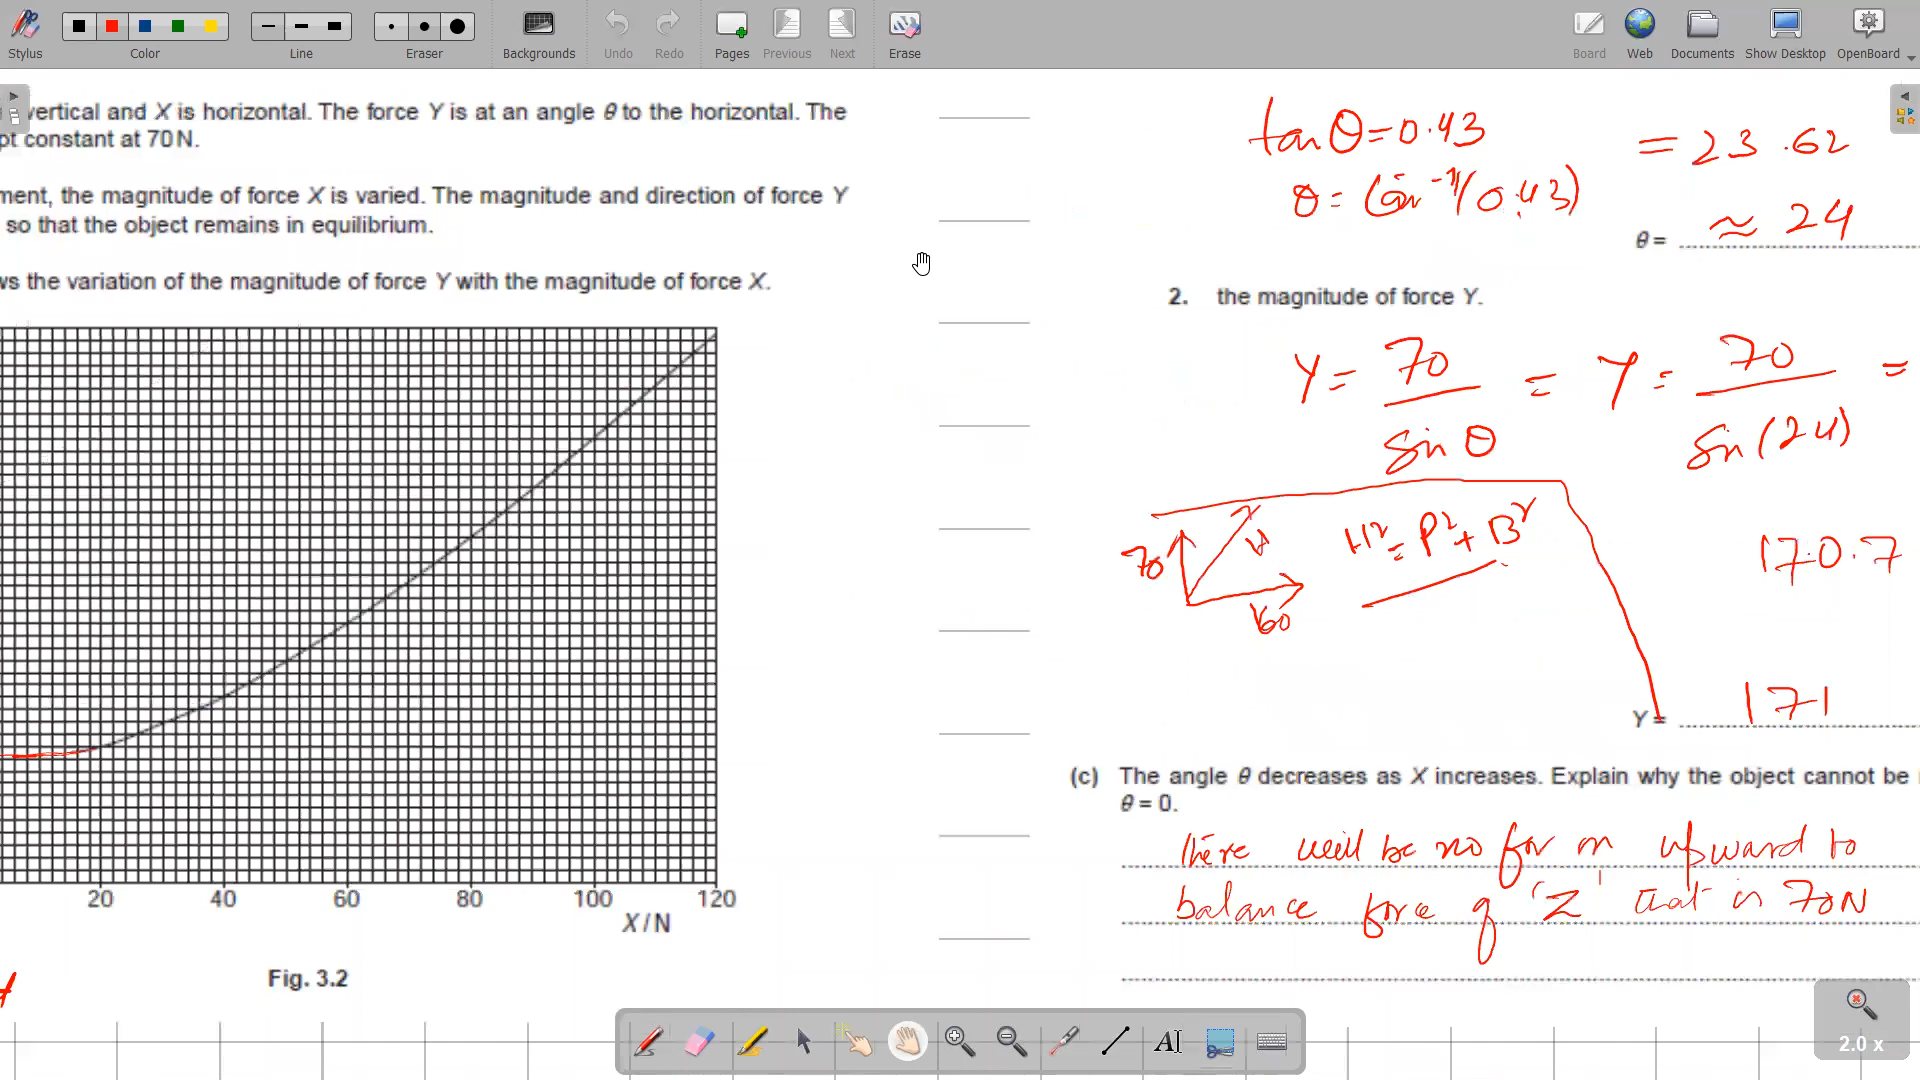 Stylus Color Line Eraser Backgrounds Undo Redo Pages Previous Next Erase Board Web Documents Show Desktop OpenBoard
vertical and X is horizontal. The force Y is at an angle θ to the horizontal. The
pt constant at 70 N.
ment, the magnitude of force X is varied. The magnitude and direction of force Y
so that the object remains in equilibrium.
ws the variation of the magnitude of force Y with the magnitude of force X.
20 40 60 80 100 120
X / N
Fig. 3.2
tan θ = 0.43
= 23.62
θ = tan⁻¹(0.43)
≈ 24
θ =
2. the magnitude of force Y.
Y = 70 / sin θ = Y = 70 / sin(24) =
70
H² = P² + B²
160
170.7
Y = 171
(c) The angle θ decreases as X increases. Explain why the object cannot be
θ = 0.
there will be no for in upward to
balance force of 'Z' that is 70N
2.0 x